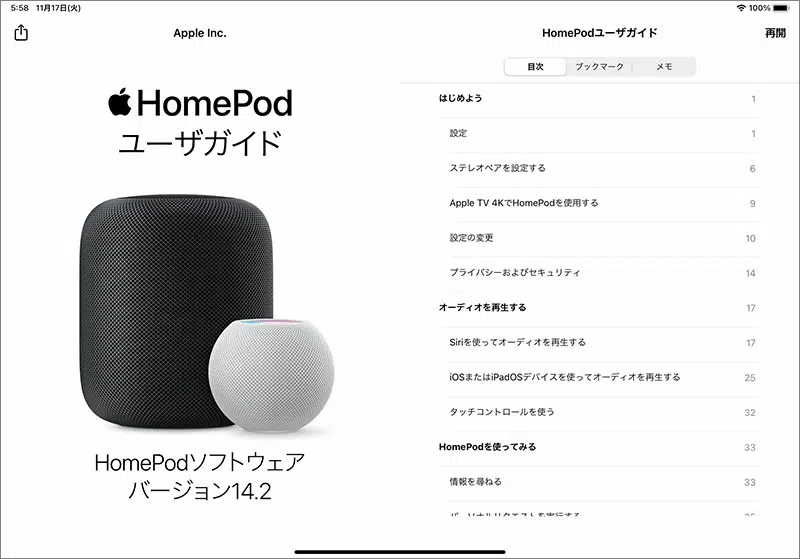 5:58 11月17日(火)
100%
Apple Inc.
HomePodユーザガイド
再開
目次
ブックマーク
メモ
HomePod
ユーザガイド
HomePodソフトウェア
バージョン14.2
はじめよう 1
設定 1
ステレオペアを設定する 6
Apple TV 4KでHomePodを使用する 9
設定の変更 10
プライバシーおよびセキュリティ 14
オーディオを再生する 17
Siriを使ってオーディオを再生する 17
iOSまたはiPadOSデバイスを使ってオーディオを再生する 25
タッチコントロールを使う 32
HomePodを使ってみる 33
情報を尋ねる 33